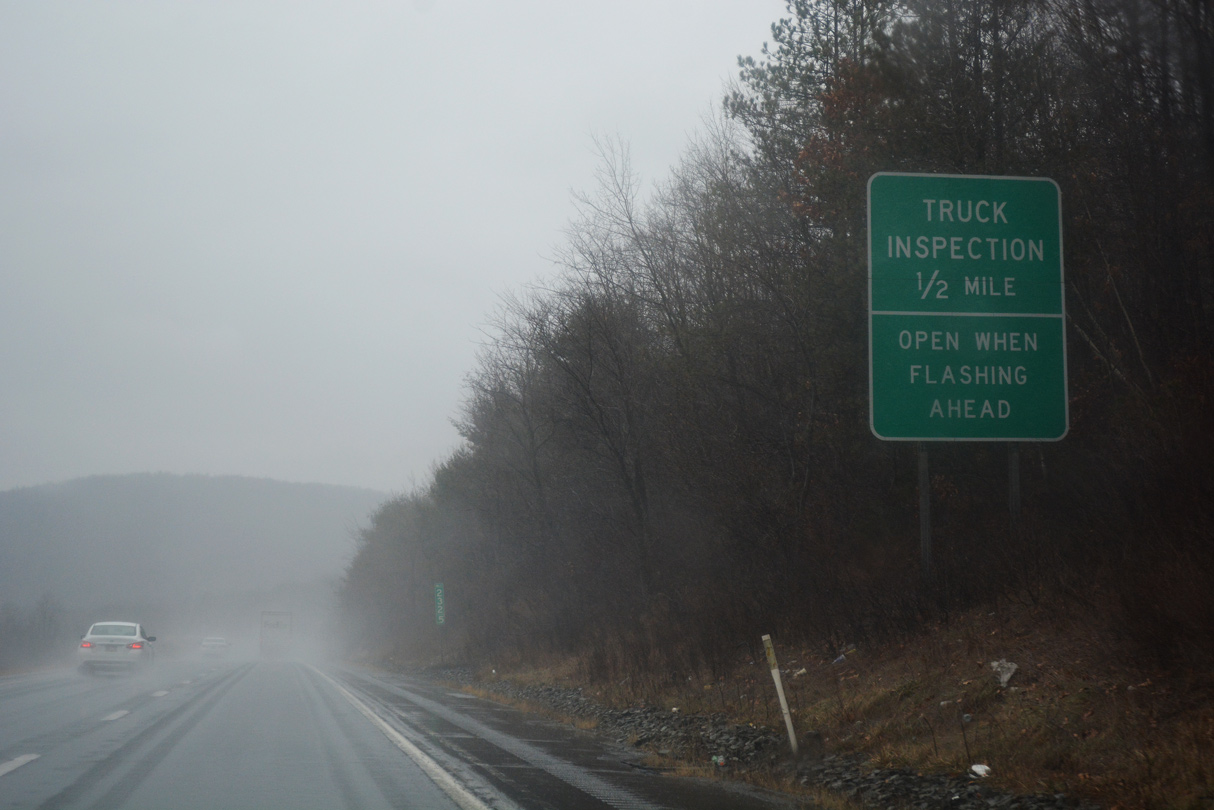 TRUCK
INSPECTION
1/2 MILE
OPEN WHEN
FLASHING
AHEAD